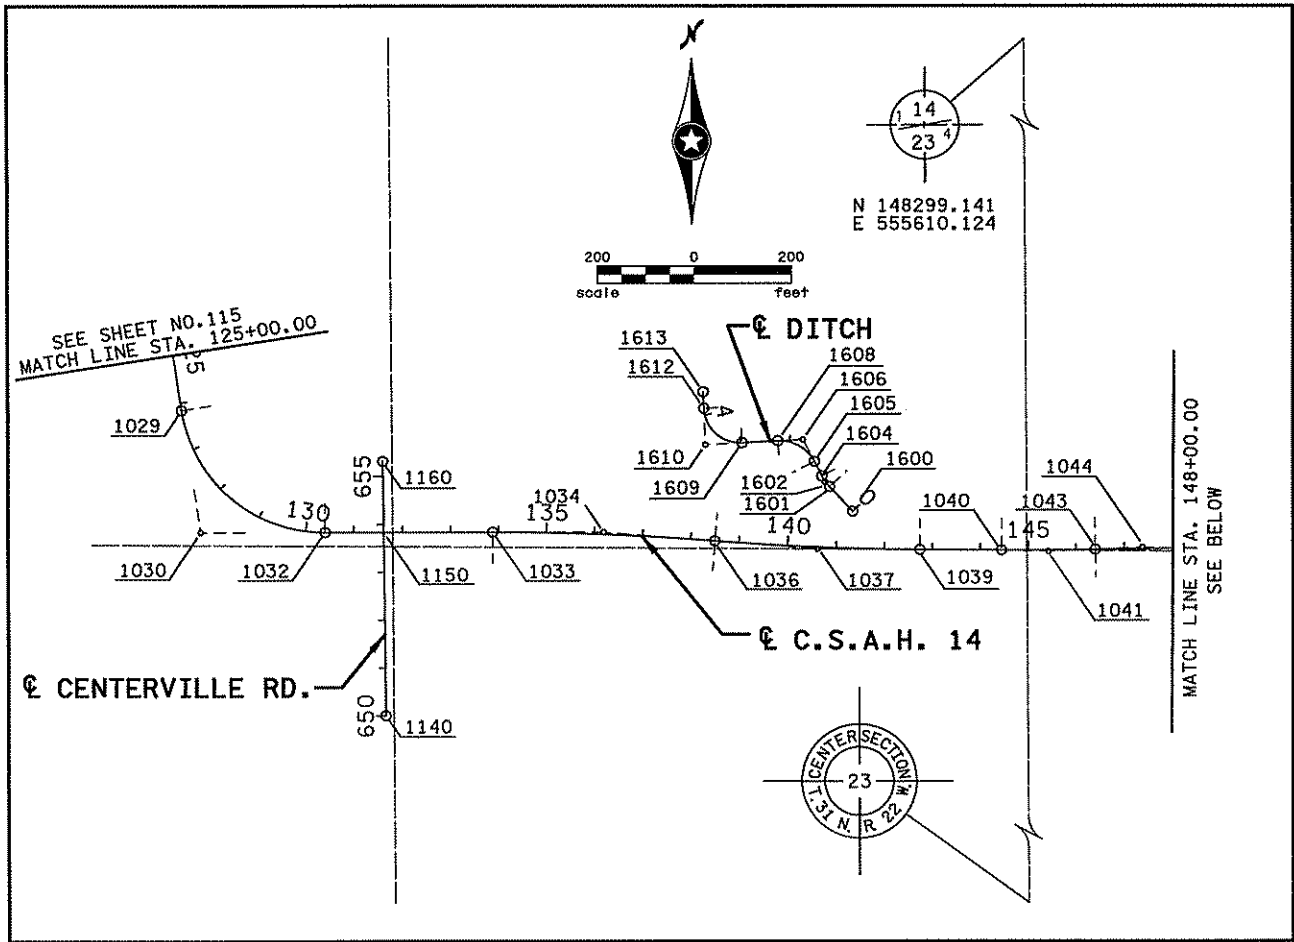 N
14
1
23 4
N 148299.141
E 555610.124
200 0 200
scale feet
SEE SHEET NO.115
MATCH LINE STA. 125+00.00
℄ DITCH
1613
1612
1608
1606
1605
1604
1600
1610
1609
1602
1601
4
0
1029
1030
130
1032
655
1160
1150
1034
135
1033
1036
140
1037
1040
1039
145
1043
1044
1041
MATCH LINE STA. 148+00.00
SEE BELOW
℄ C.S.A.H. 14
℄ CENTERVILLE RD.
650
1140
CENTER SECTION
23
T. 31 N. R 22 W.